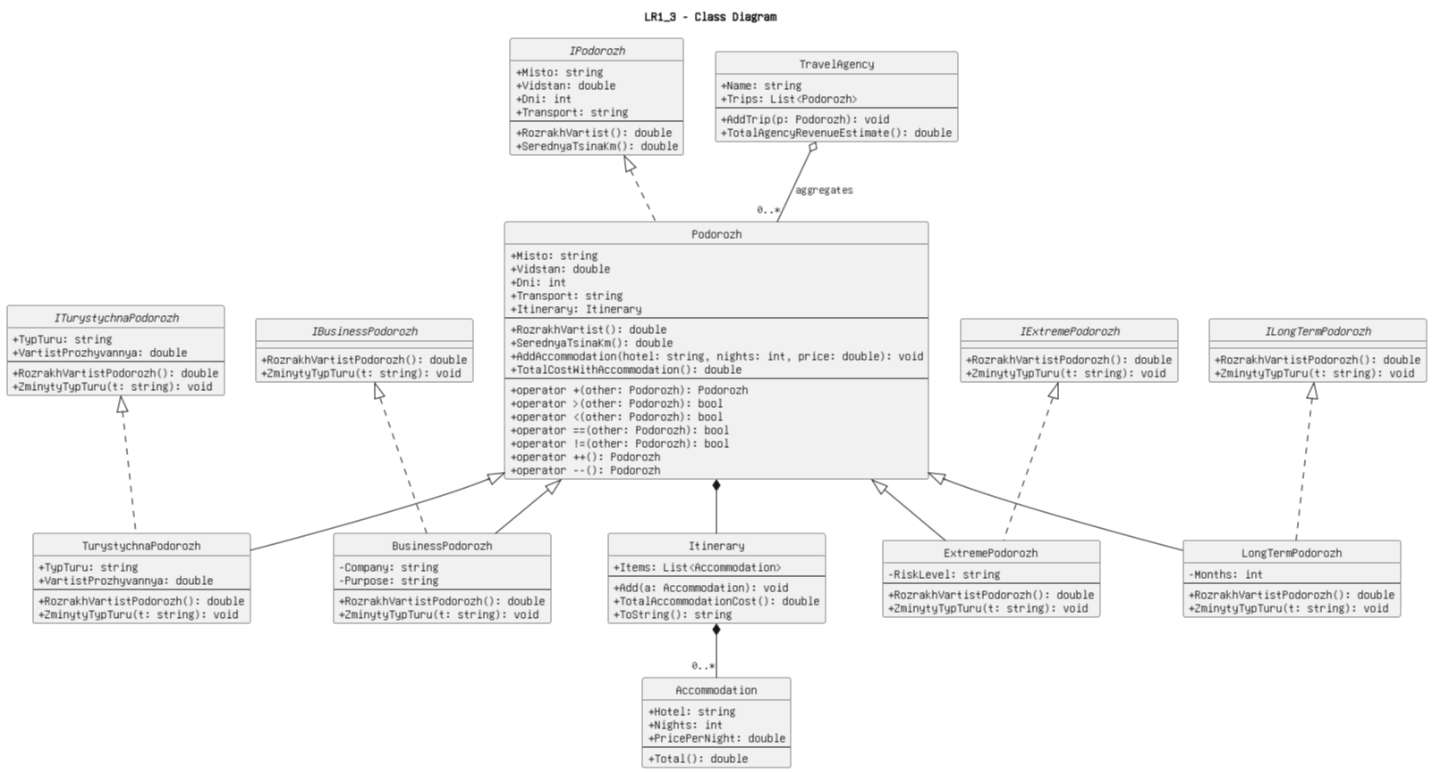 LR1_3 - Class Diagram
IPodorozh
+Misto: string
+Vidstan: double
+Dni: int
+Transport: string
+RozrakhVartist(): double
+SerednyaTsinaKm(): double
TravelAgency
+Name: string
+Trips: List<Podorozh>
+AddTrip(p: Podorozh): void
+TotalAgencyRevenueEstimate(): double
aggregates
0..*
Podorozh
+Misto: string
+Vidstan: double
+Dni: int
+Transport: string
+Itinerary: Itinerary
+RozrakhVartist(): double
+SerednyaTsinaKm(): double
+AddAccommodation(hotel: string, nights: int, price: double): void
+TotalCostWithAccommodation(): double
+operator +(other: Podorozh): Podorozh
+operator >(other: Podorozh): bool
+operator <(other: Podorozh): bool
+operator ==(other: Podorozh): bool
+operator !=(other: Podorozh): bool
+operator ++(): Podorozh
+operator --(): Podorozh
ITurystychnaPodorozh
+TypTuru: string
+VartistProzhyvannya: double
+RozrakhVartistPodorozh(): double
+ZminytyTypTuru(t: string): void
IBusinessPodorozh
+RozrakhVartistPodorozh(): double
+ZminytyTypTuru(t: string): void
IExtremePodorozh
+RozrakhVartistPodorozh(): double
+ZminytyTypTuru(t: string): void
ILongTermPodorozh
+RozrakhVartistPodorozh(): double
+ZminytyTypTuru(t: string): void
TurystychnaPodorozh
+TypTuru: string
+VartistProzhyvannya: double
+RozrakhVartistPodorozh(): double
+ZminytyTypTuru(t: string): void
BusinessPodorozh
-Company: string
-Purpose: string
+RozrakhVartistPodorozh(): double
+ZminytyTypTuru(t: string): void
Itinerary
+Items: List<Accommodation>
+Add(a: Accommodation): void
+TotalAccommodationCost(): double
+ToString(): string
ExtremePodorozh
-RiskLevel: string
+RozrakhVartistPodorozh(): double
+ZminytyTypTuru(t: string): void
LongTermPodorozh
-Months: int
+RozrakhVartistPodorozh(): double
+ZminytyTypTuru(t: string): void
0..*
Accommodation
+Hotel: string
+Nights: int
+PricePerNight: double
+Total(): double